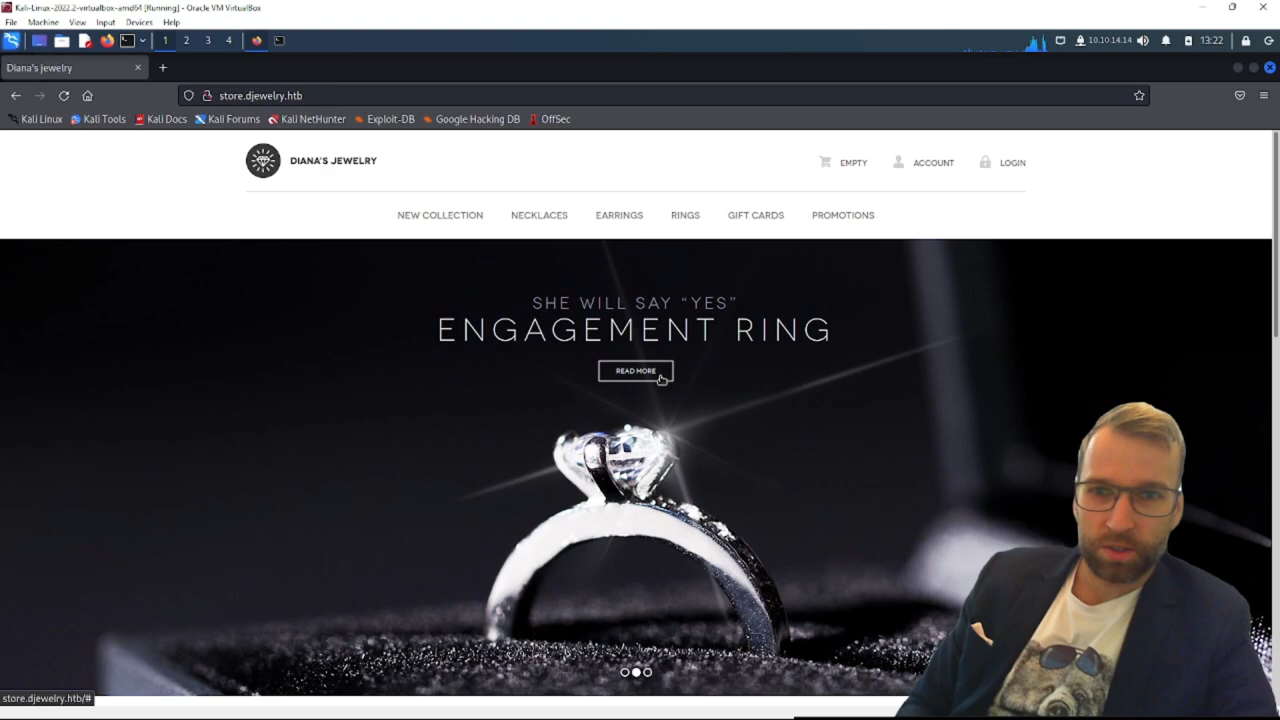 Kali-Linux-2022.2-virtualbox-amd64 [Running] - Oracle VM VirtualBox
File Machine View Input Devices Help
1 2 3 4 10.10.14.14 13:22
Diana's jewelry
store.djewelry.htb
Kali Linux Kali Tools Kali Docs Kali Forums Kali NetHunter Exploit-DB Google Hacking DB OffSec
DIANA'S JEWELRY
EMPTY ACCOUNT LOGIN
NEW COLLECTION NECKLACES EARRINGS RINGS GIFT CARDS PROMOTIONS
SHE WILL SAY “YES”
ENGAGEMENT RING
READ MORE
store.djewelry.htb/#